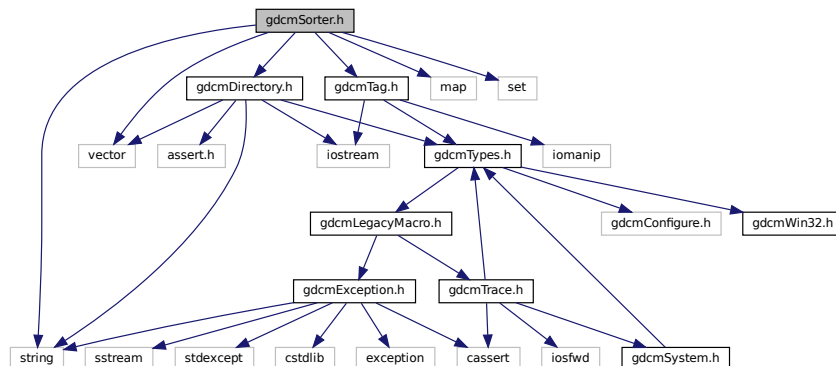 gdcmSorter.h
gdcmDirectory.h
gdcmTag.h
map
set
vector
assert.h
iostream
gdcmTypes.h
iomanip
gdcmLegacyMacro.h
gdcmConfigure.h
gdcmWin32.h
gdcmException.h
gdcmTrace.h
string
sstream
stdexcept
cstdlib
exception
cassert
iosfwd
gdcmSystem.h